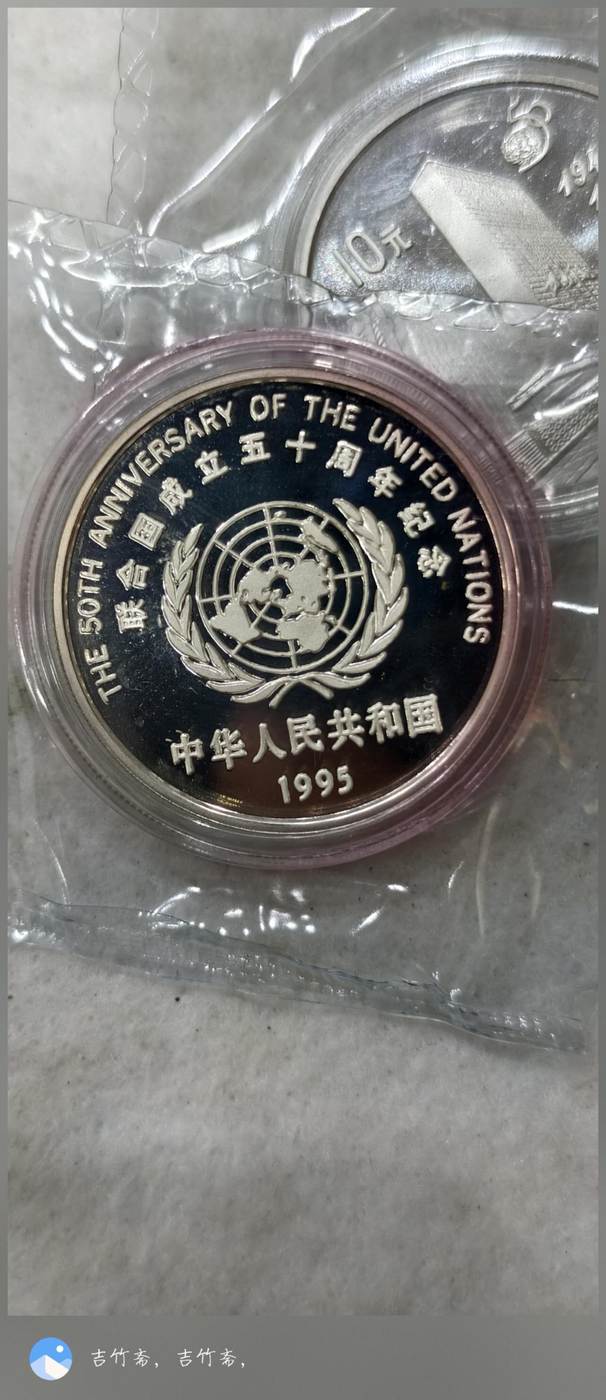 10元
THE 50TH ANNIVERSARY OF THE UNITED NATIONS
联合国成立五十周年纪念
中华人民共和国
1995
吉竹斋，吉竹斋，